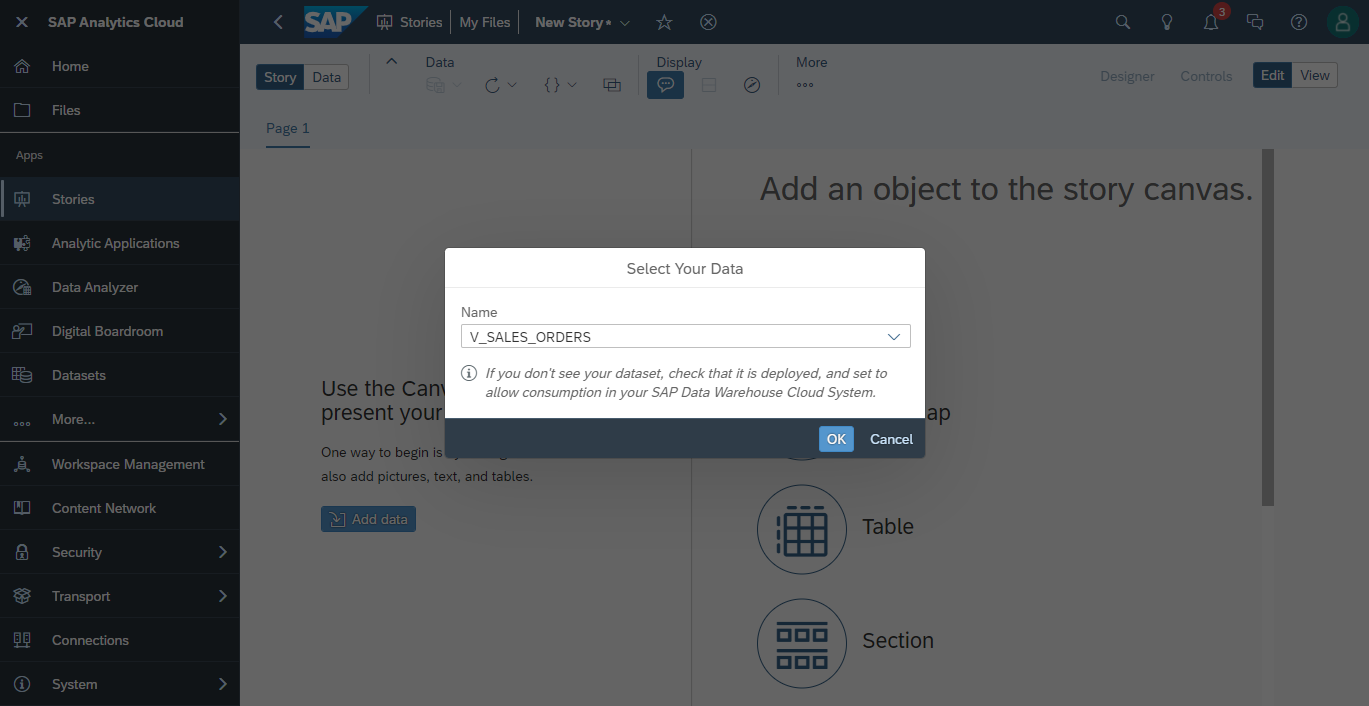 SAP Analytics Cloud
Home
Files
Apps
Stories
Analytic Applications
Data Analyzer
Digital Boardroom
Datasets
More...
Workspace Management
Content Network
Security
Transport
Connections
System
SAP
Stories
My Files
New Story*
3
Story
Data
Data
Display
More
Designer
Controls
Edit
View
Page 1
Add an object to the story canvas.
Select Your Data
Name
V_SALES_ORDERS
If you don't see your dataset, check that it is deployed, and set to
allow consumption in your SAP Data Warehouse Cloud System.
OK
Cancel
Use the Can
present your
One way to begin is
also add pictures, text, and tables.
Add data
ap
Table
Section